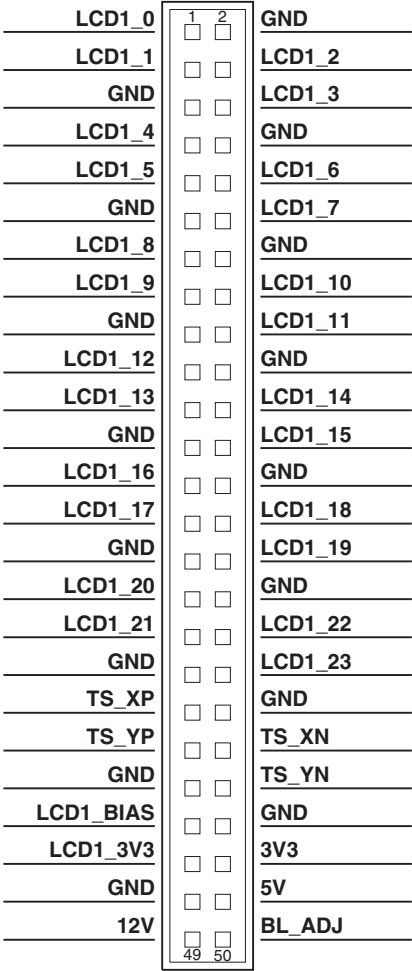 LCD1_0 1 2 GND
LCD1_1 LCD1_2
GND LCD1_3
LCD1_4 GND
LCD1_5 LCD1_6
GND LCD1_7
LCD1_8 GND
LCD1_9 LCD1_10
GND LCD1_11
LCD1_12 GND
LCD1_13 LCD1_14
GND LCD1_15
LCD1_16 GND
LCD1_17 LCD1_18
GND LCD1_19
LCD1_20 GND
LCD1_21 LCD1_22
GND LCD1_23
TS_XP GND
TS_YP TS_XN
GND TS_YN
LCD1_BIAS GND
LCD1_3V3 3V3
GND 5V
12V BL_ADJ
49 50